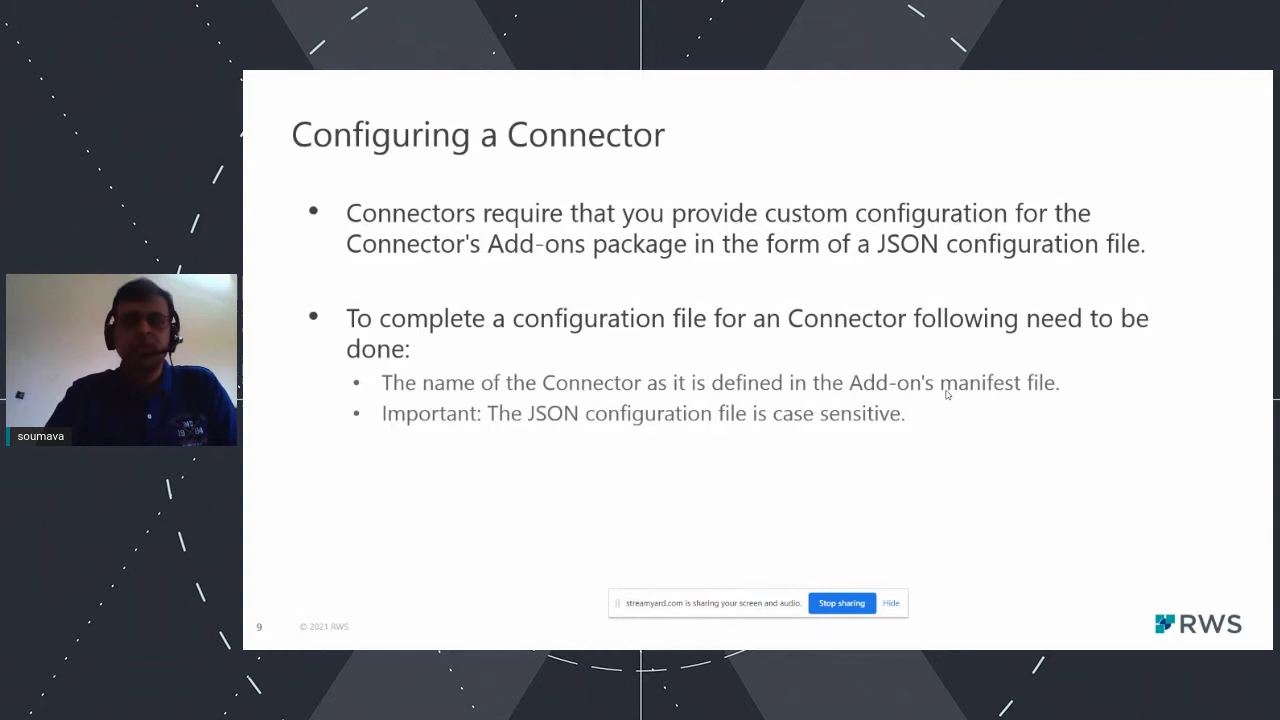 Configuring a Connector
• Connectors require that you provide custom configuration for the
Connector's Add-ons package in the form of a JSON configuration file.
• To complete a configuration file for an Connector following need to be
done:
• The name of the Connector as it is defined in the Add-on's manifest file.
• Important: The JSON configuration file is case sensitive.
soumava
streamyard.com is sharing your screen and audio.
Stop sharing
Hide
9
© 2021 RWS
RWS